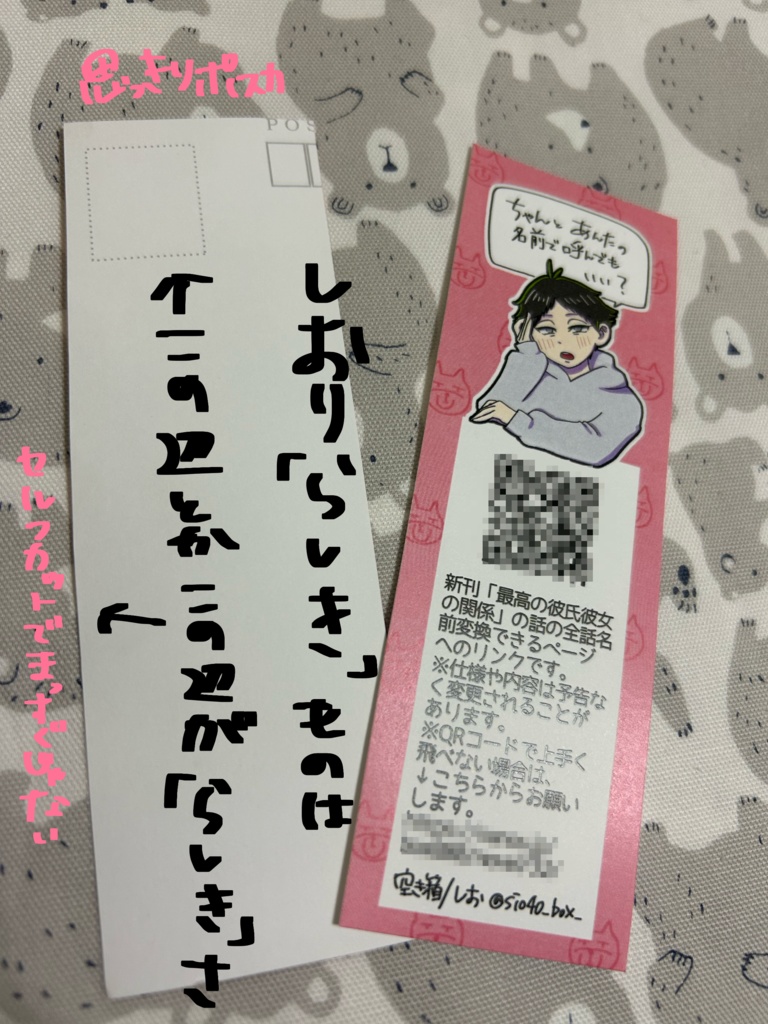 思いっきりポスカ
POS
しおり「らしき」ものは
↑この辺とかこの辺が「らしき」さ
←
セルフカットでまっすぐじゃない
ちゃんとあんたの
名前で呼んでも
いい?
新刊「最高の彼氏彼女
の関係」の話の全話名
前変換できるページ
へのリンクです。
※仕様や内容は予告な
く変更されることが
あります。
※QRコードで上手く
飛べない場合は、
↓こちらからお願い
します。
空き箱/しお @sio40_box_